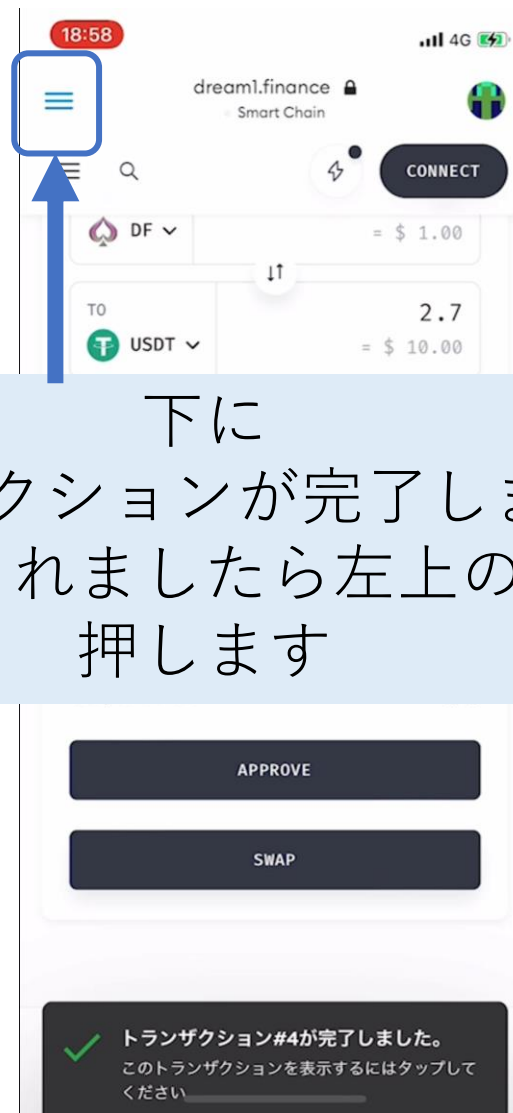 18:58
4G
dream1.finance
Smart Chain
CONNECT
DF
= $ 1.00
TO
2.7
USDT
= $ 10.00
下に
クションが完了しま
れましたら左上の
押します
APPROVE
SWAP
トランザクション#4が完了しました。
このトランザクションを表示するにはタップして
ください